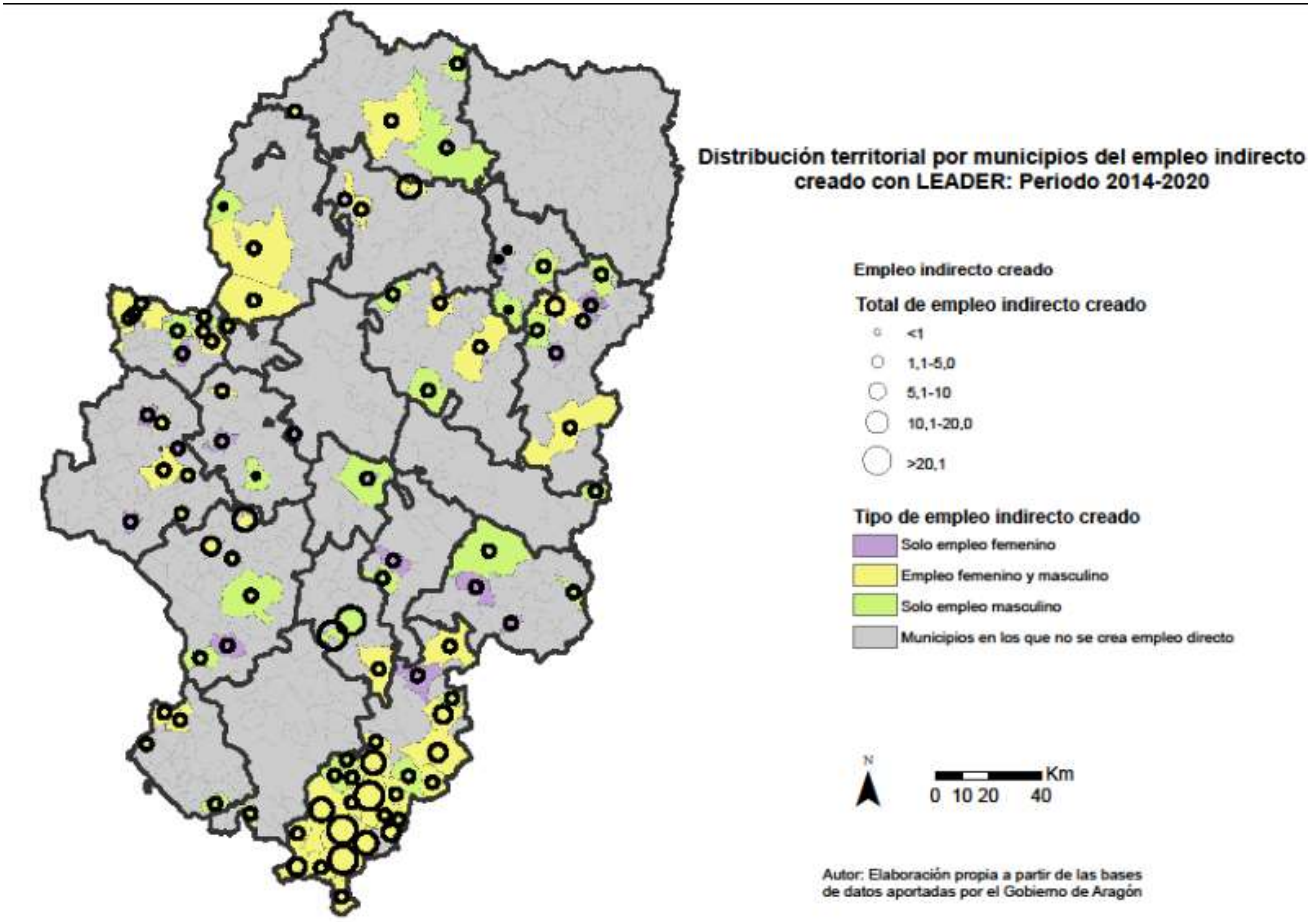 Distribución territorial por municipios del empleo indirecto
creado con LEADER: Periodo 2014-2020
Empleo indirecto creado
Total de empleo indirecto creado
<1
1,1-5,0
5,1-10
10,1-20,0
>20,1
Tipo de empleo indirecto creado
Solo empleo femenino
Empleo femenino y masculino
Solo empleo masculino
Municipios en los que no se crea empleo directo
N
Km
0 10 20 40
Autor: Elaboración propia a partir de las bases
de datos aportadas por el Gobierno de Aragón